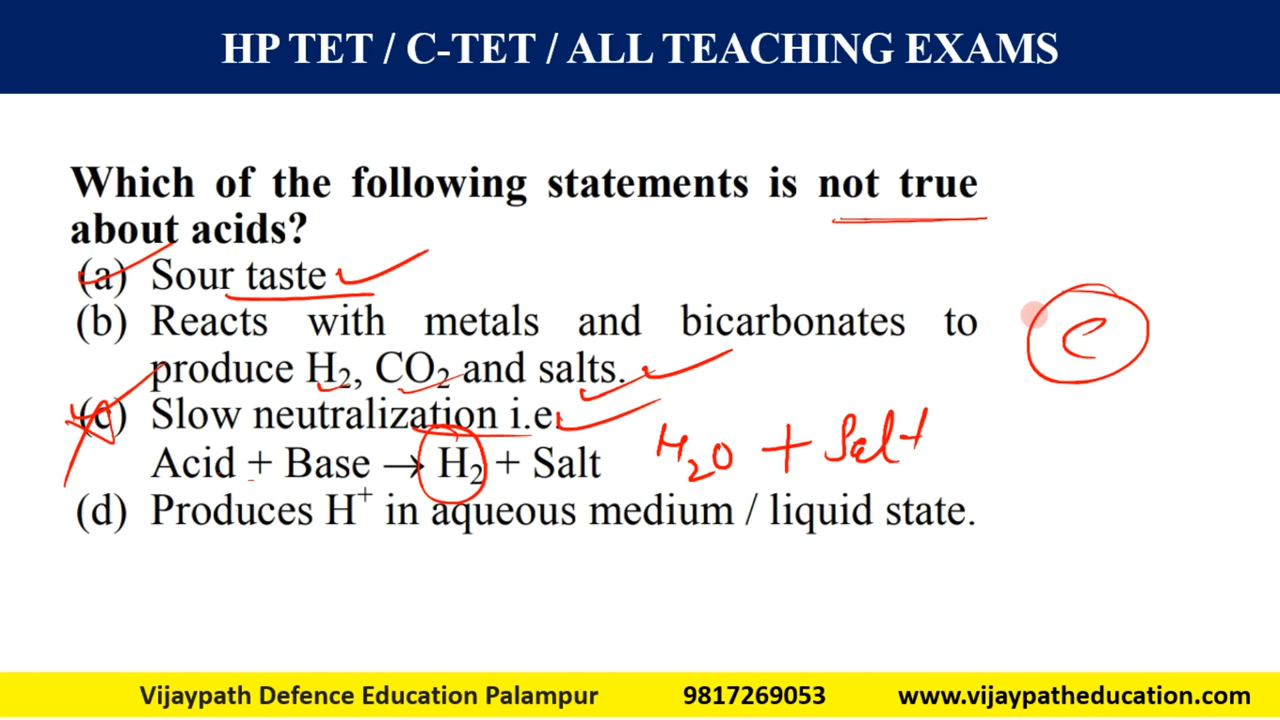 HP TET / C-TET / ALL TEACHING EXAMS
Which of the following statements is not true
about acids?
(a) Sour taste
(b) Reacts with metals and bicarbonates to
produce H₂, CO₂ and salts.
(c) Slow neutralization i.e.
Acid + Base → H₂ + Salt
H₂O + Salt
(d) Produces H⁺ in aqueous medium / liquid state.
C
Vijaypath Defence Education Palampur 9817269053 www.vijaypatheducation.com